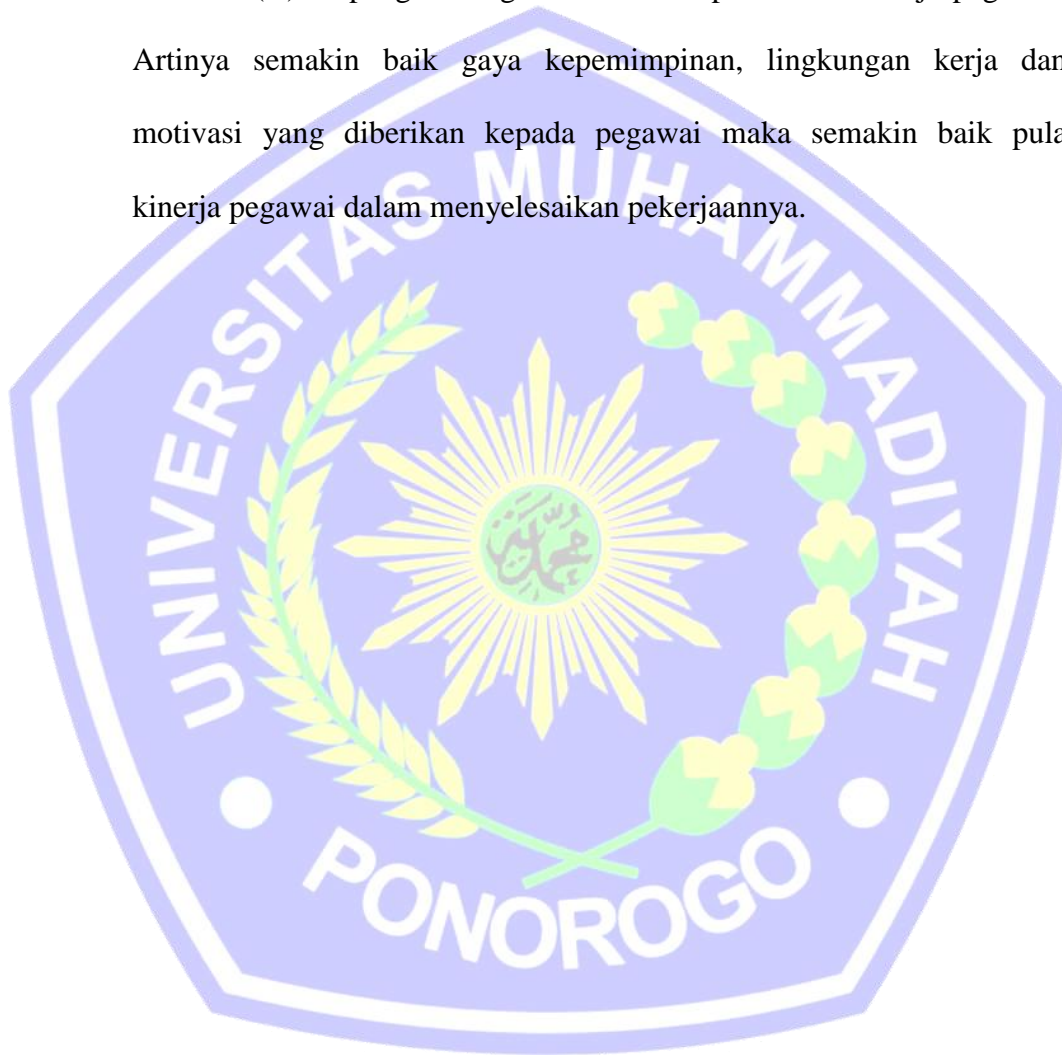 Artinya semakin baik gaya kepemimpinan, lingkungan kerja dan
motivasi yang diberikan kepada pegawai maka semakin baik pula
kinerja pegawai dalam menyelesaikan pekerjaannya.
UNIVERSITAS MUHAMMADIYAH
PONOROGO